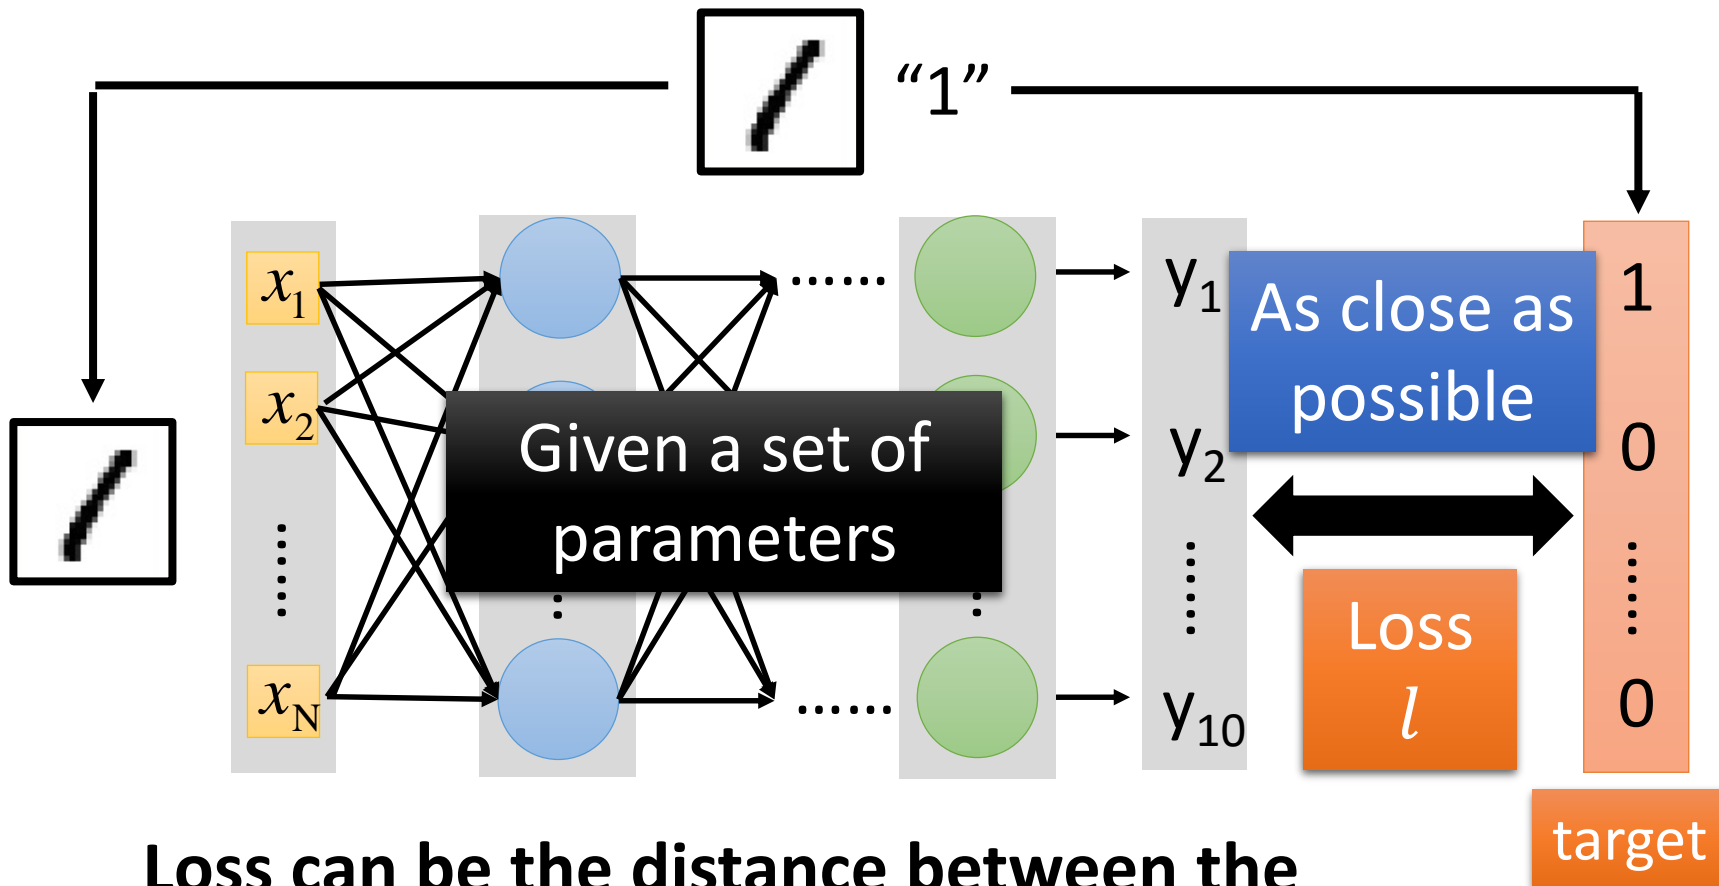 “1”
x1
x2
xN
Given a set of
parameters
y1
y2
y10
As close as
possible
Loss
l
1
0
0
target
Loss can be the distance between the